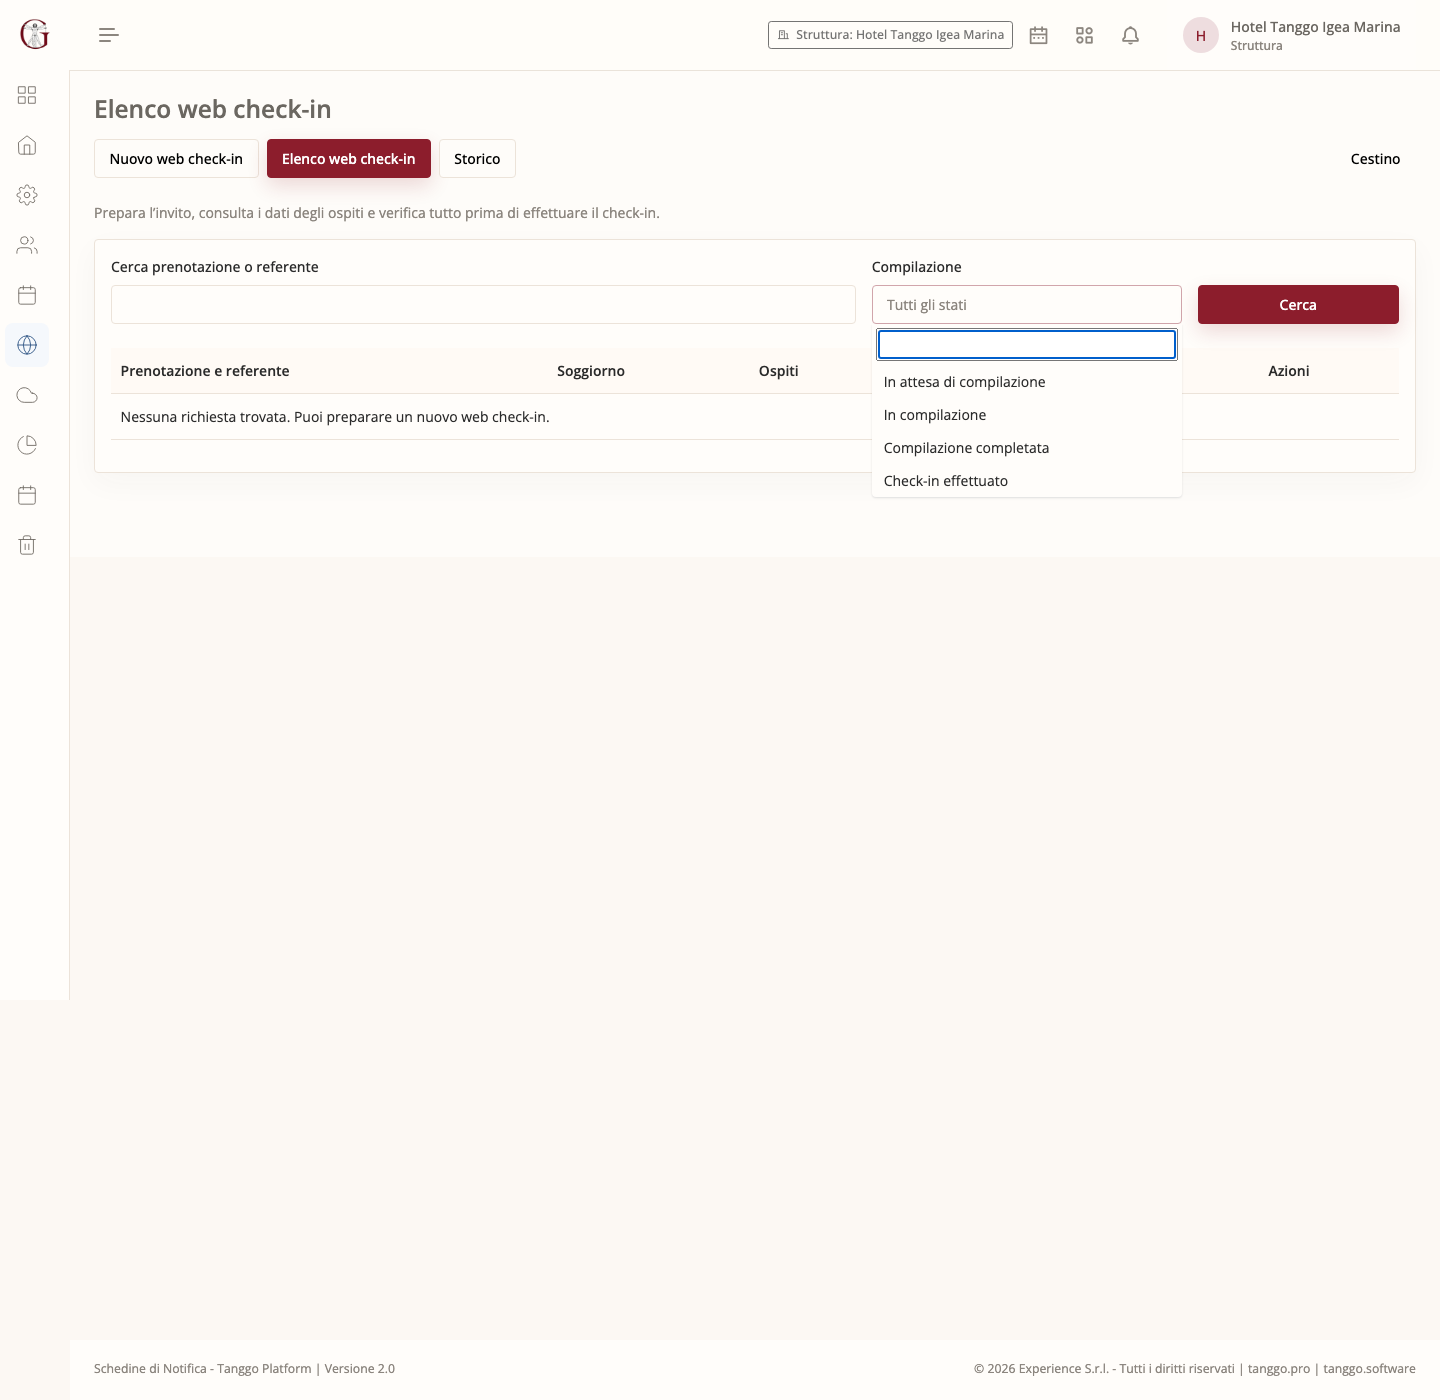 G
Struttura: Hotel Tanggo Igea Marina
H
Hotel Tanggo Igea Marina
Struttura
Elenco web check-in
Nuovo web check-in
Elenco web check-in
Storico
Cestino
Prepara l’invito, consulta i dati degli ospiti e verifica tutto prima di effettuare il check-in.
Cerca prenotazione o referente
Compilazione
Tutti gli stati
Cerca
Prenotazione e referente
Soggiorno
Ospiti
Azioni
Nessuna richiesta trovata. Puoi preparare un nuovo web check-in.
In attesa di compilazione
In compilazione
Compilazione completata
Check-in effettuato
Schedine di Notifica - Tanggo Platform | Versione 2.0
© 2026 Experience S.r.l. - Tutti i diritti riservati | tanggo.pro | tanggo.software